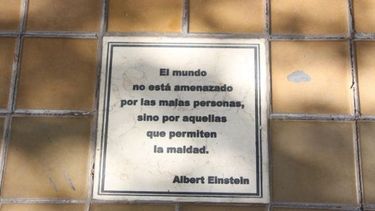 El mundo
no está amenazado
por las malas personas,
sino por aquellas
que permiten
la maldad.
Albert Einstein